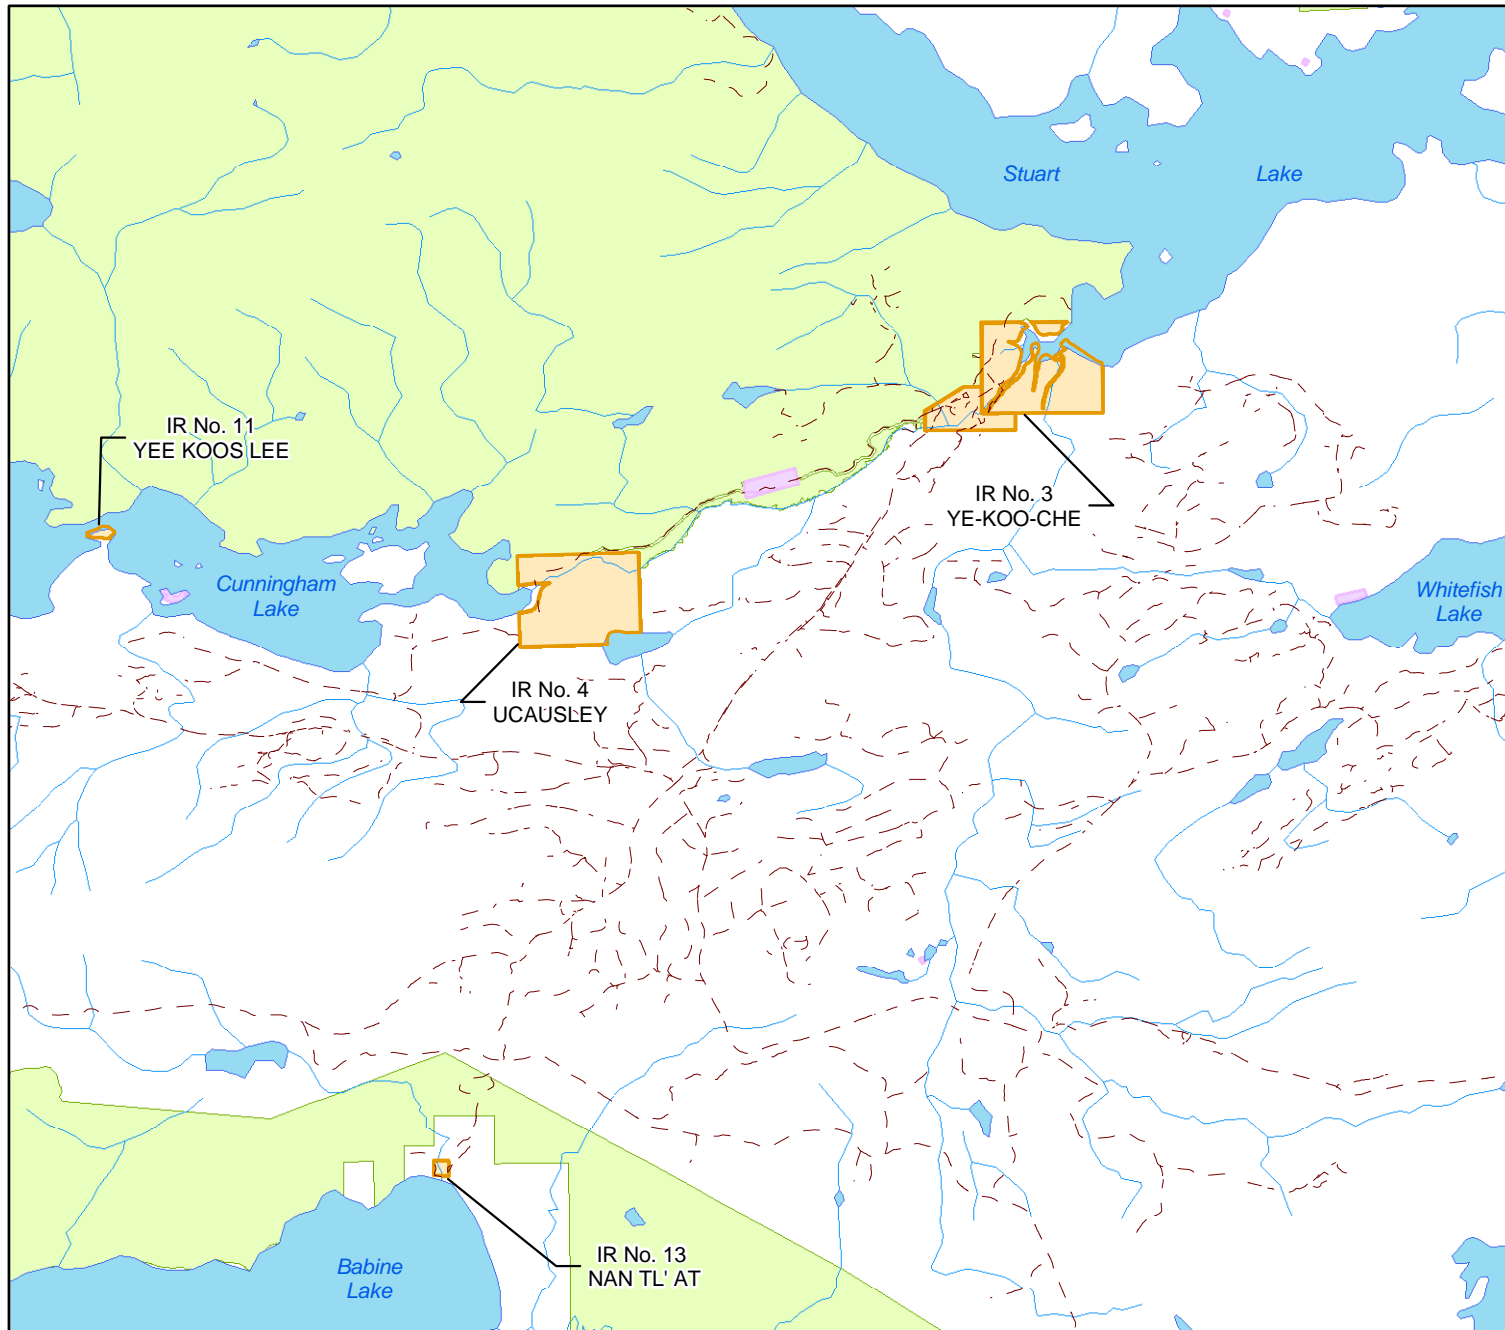 Stuart Lake
IR No. 11
YEE KOOS LEE
IR No. 3
YE-KOO-CHE
Cunningham
Lake
Whitefish
Lake
IR No. 4
UCAUSLEY
IR No. 13
NAN TL' AT
Babine
Lake